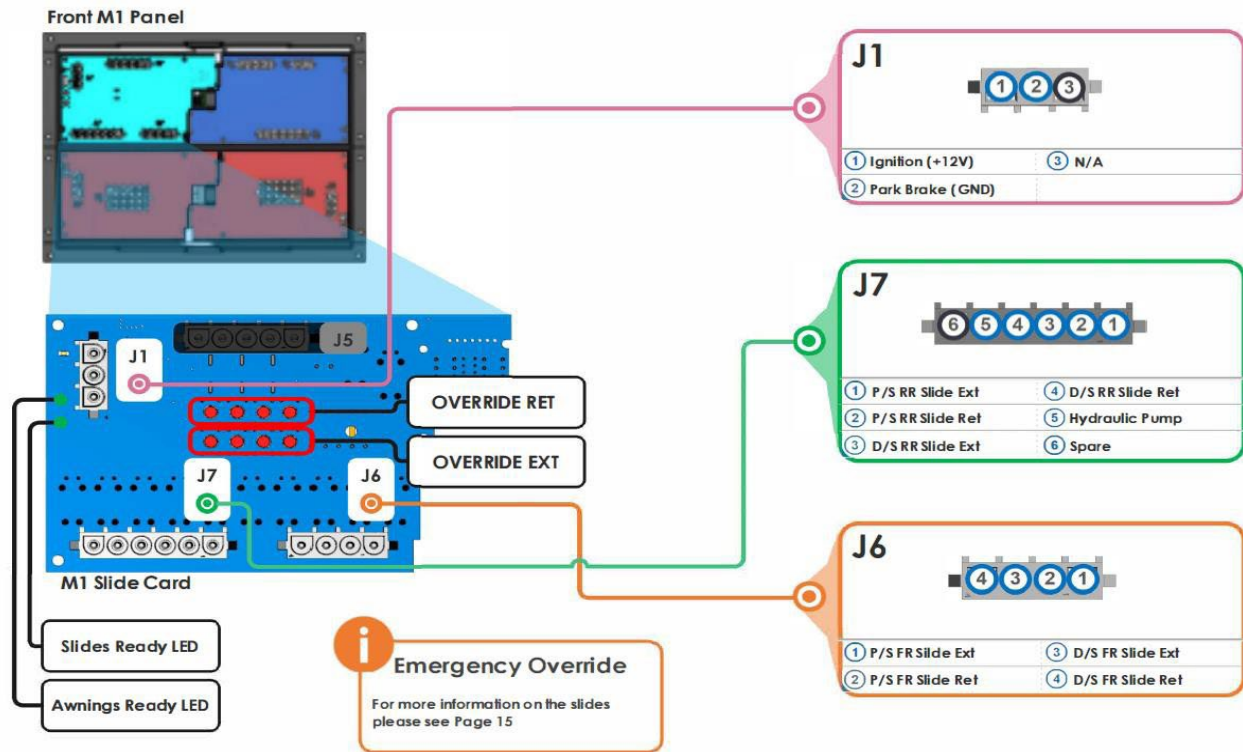 Front M1 Panel
J1
1 2 3
1 Ignition (+12V) 3 N/A
2 Park Brake (GND)
J7
6 5 4 3 2 1
1 P/S RR Slide Ext 4 D/S RR Slide Ret
2 P/S RR Slide Ret 5 Hydraulic Pump
3 D/S RR Slide Ext 6 Spare
J6
4 3 2 1
1 P/S FR Silde Ext 3 D/S FR Slide Ext
2 P/S FR Slide Ret 4 D/S FR Slide Ret
J5
J1
OVERRIDE RET
OVERRIDE EXT
J7
J6
M1 Slide Card
Slides Ready LED
Awnings Ready LED
i
Emergency Override
For more information on the slides
please see Page 15